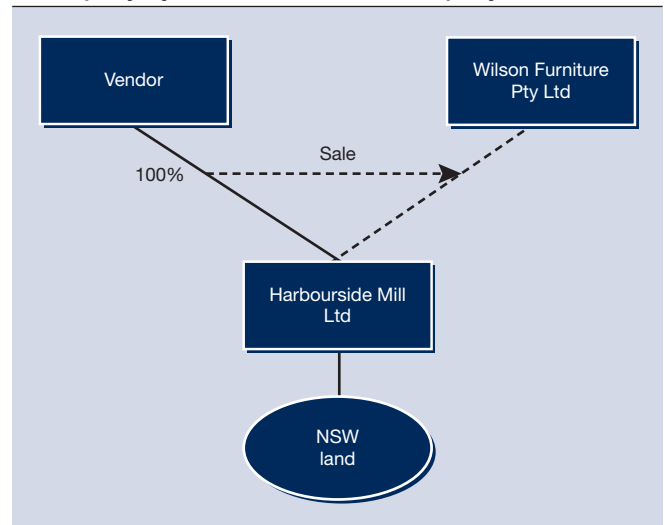 Vendor
Wilson Furniture
Pty Ltd
Sale
100%
Harbourside Mill
Ltd
NSW
land